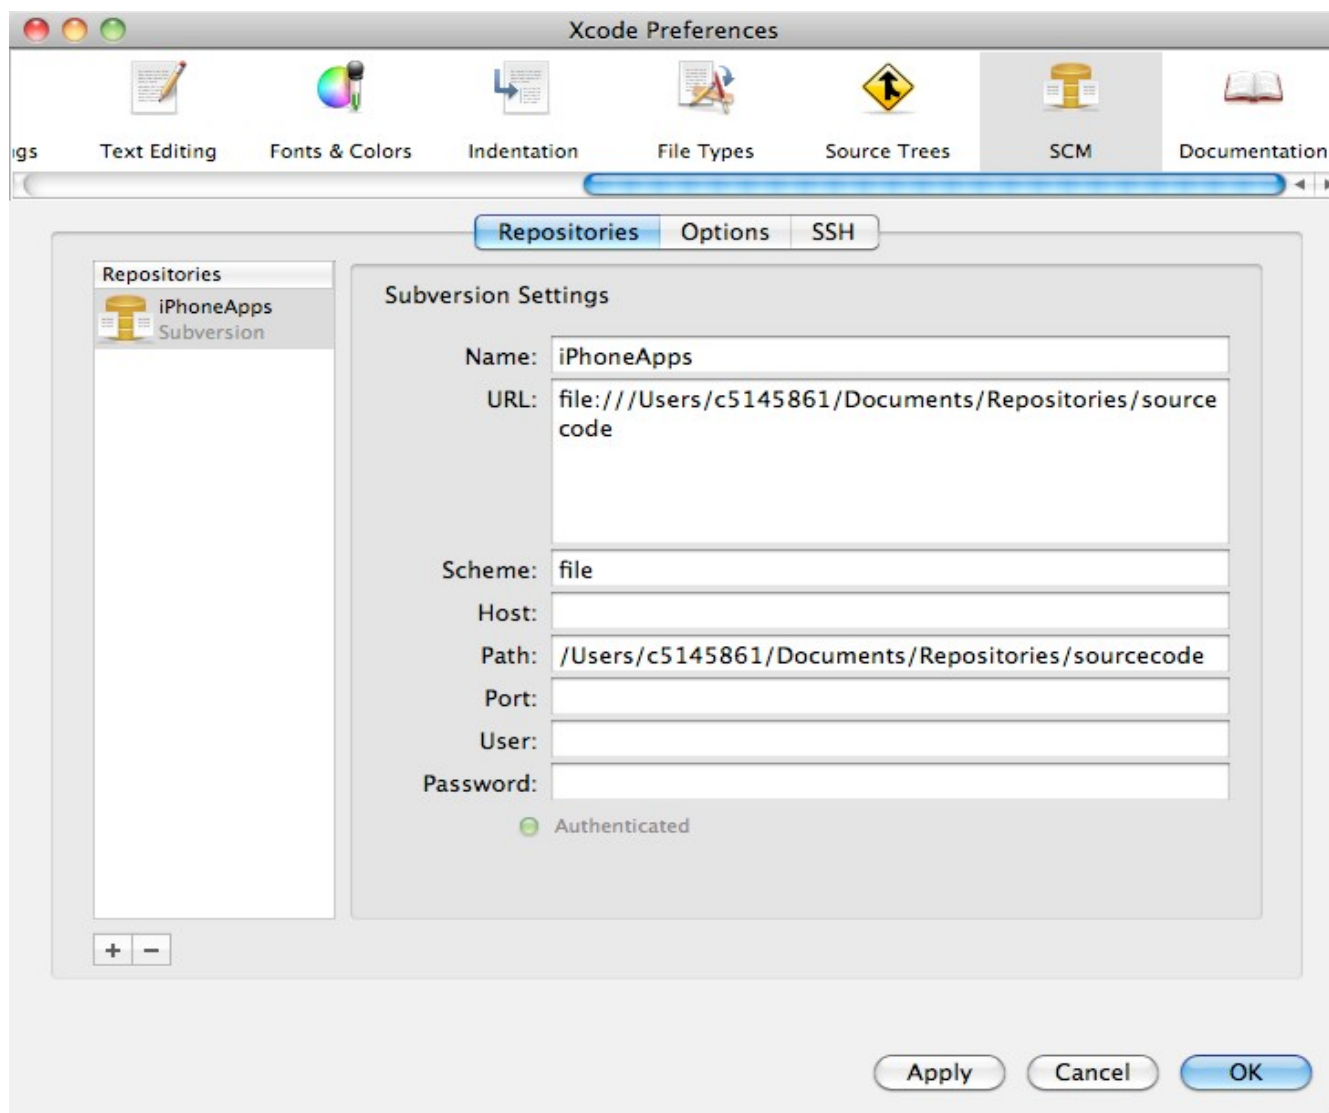 Xcode Preferences
ngs Text Editing Fonts & Colors Indentation File Types Source Trees SCM Documentation
Repositories Options SSH
Repositories
iPhoneApps
Subversion
Subversion Settings
Name: iPhoneApps
URL: file:///Users/c5145861/Documents/Repositories/source
code
Scheme: file
Host:
Path: /Users/c5145861/Documents/Repositories/sourcecode
Port:
User:
Password:
Authenticated
+ −
Apply Cancel OK